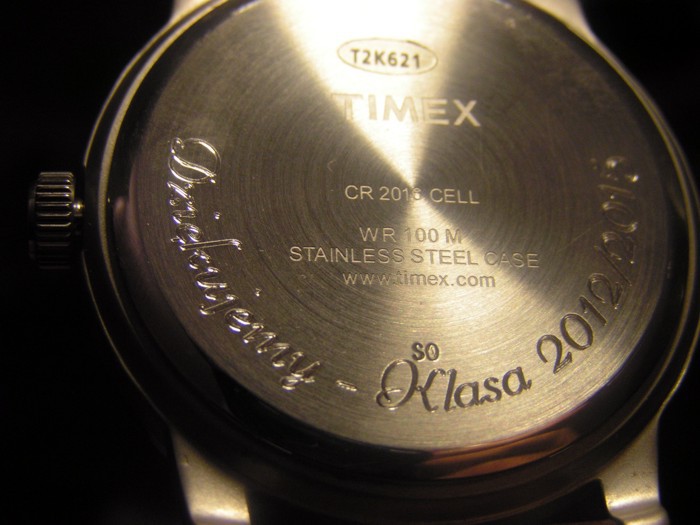 T2K621
TIMEX
CR 2016 CELL
WR 100 M
STAINLESS STEEL CASE
www.timex.com
SO
Dziękujemy - Klasa 2012/2015